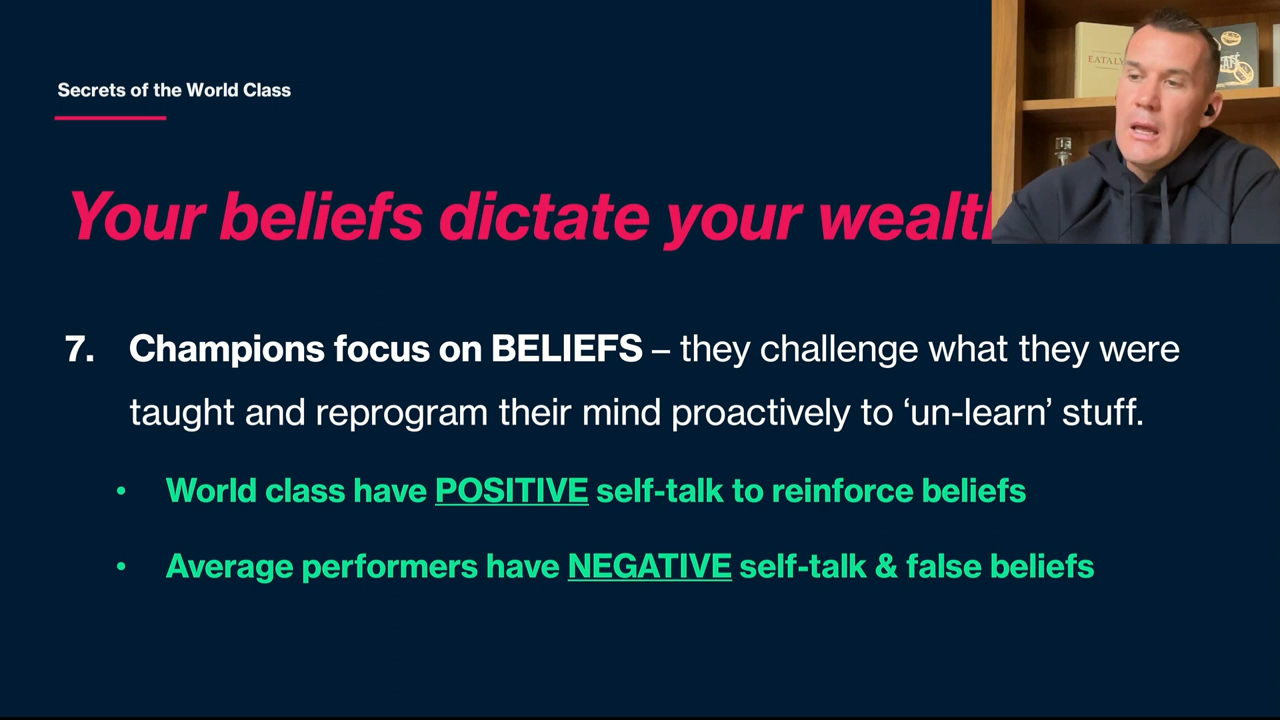 Secrets of the World Class
Your beliefs dictate your
7. Champions focus on BELIEFS – they challenge what they were
taught and reprogram their mind proactively to ‘un-learn’ stuff.
• World class have POSITIVE self-talk to reinforce beliefs
• Average performers have NEGATIVE self-talk & false beliefs